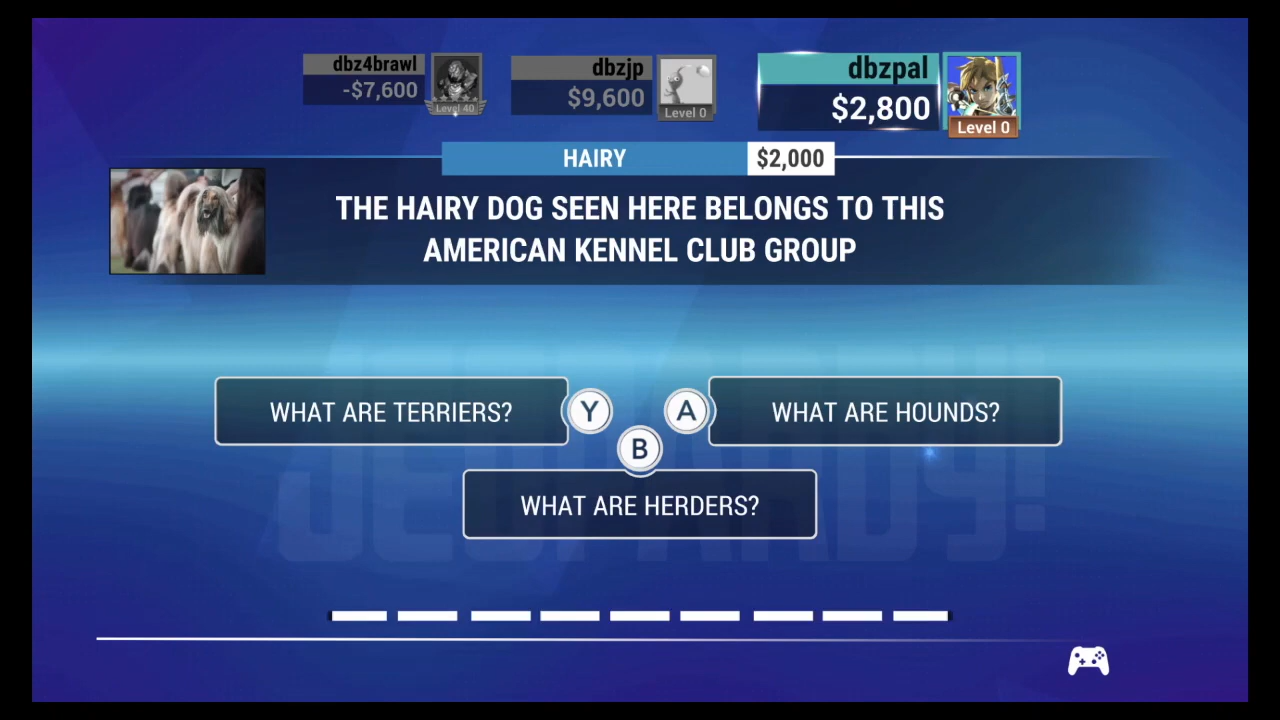 dbz4brawl
-$7,600
Level 40
dbzjp
$9,600
Level 0
dbzpal
$2,800
Level 0
HAIRY $2,000
THE HAIRY DOG SEEN HERE BELONGS TO THIS
AMERICAN KENNEL CLUB GROUP
WHAT ARE TERRIERS? Y A WHAT ARE HOUNDS?
B
WHAT ARE HERDERS?
JEOPARDY!